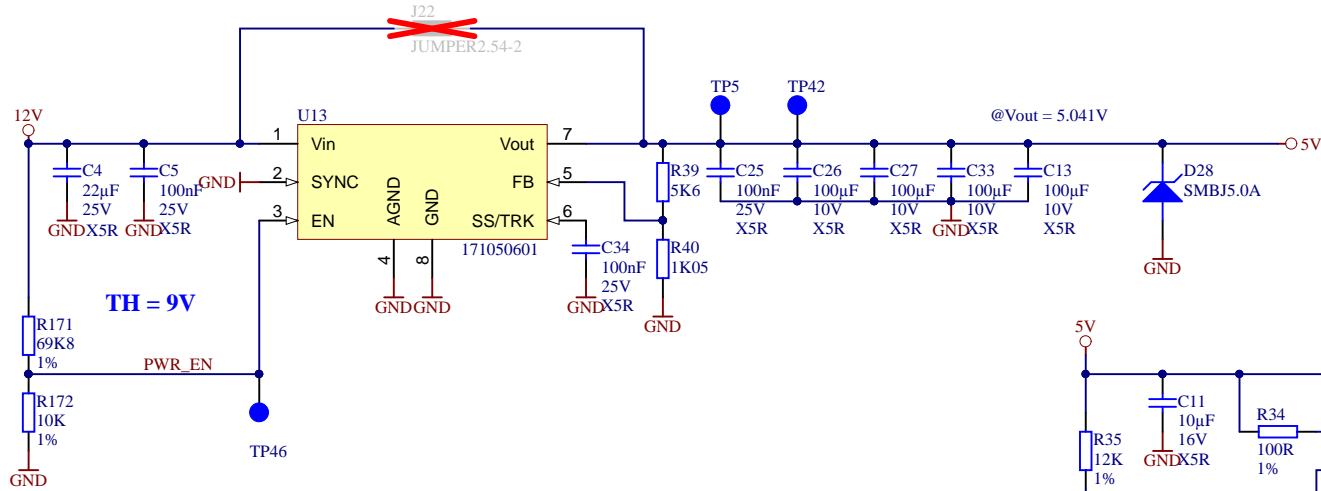 J22
JUMPER2.54-2
TP5
TP42
12V
U13
@Vout = 5.041V
1
Vin
Vout
7
5V
C4
22µF
25V
X5R
GND
C5
100nF
25V
X5R
GND
GND
2
SYNC
FB
5
3
EN
SS/TRK
6
AGND
GND
4
8
171050601
GND
GND
R39
5K6
R40
1K05
GND
C34
100nF
25V
X5R
GND
C25
100nF
25V
X5R
C26
100µF
10V
X5R
C27
100µF
10V
X5R
C33
100µF
10V
X5R
GND
C13
100µF
10V
X5R
D28
SMBJ5.0A
GND
TH = 9V
R171
69K8
1%
PWR_EN
R172
10K
1%
GND
TP46
5V
R35
12K
1%
C11
10µF
16V
X5R
GND
R34
100R
1%